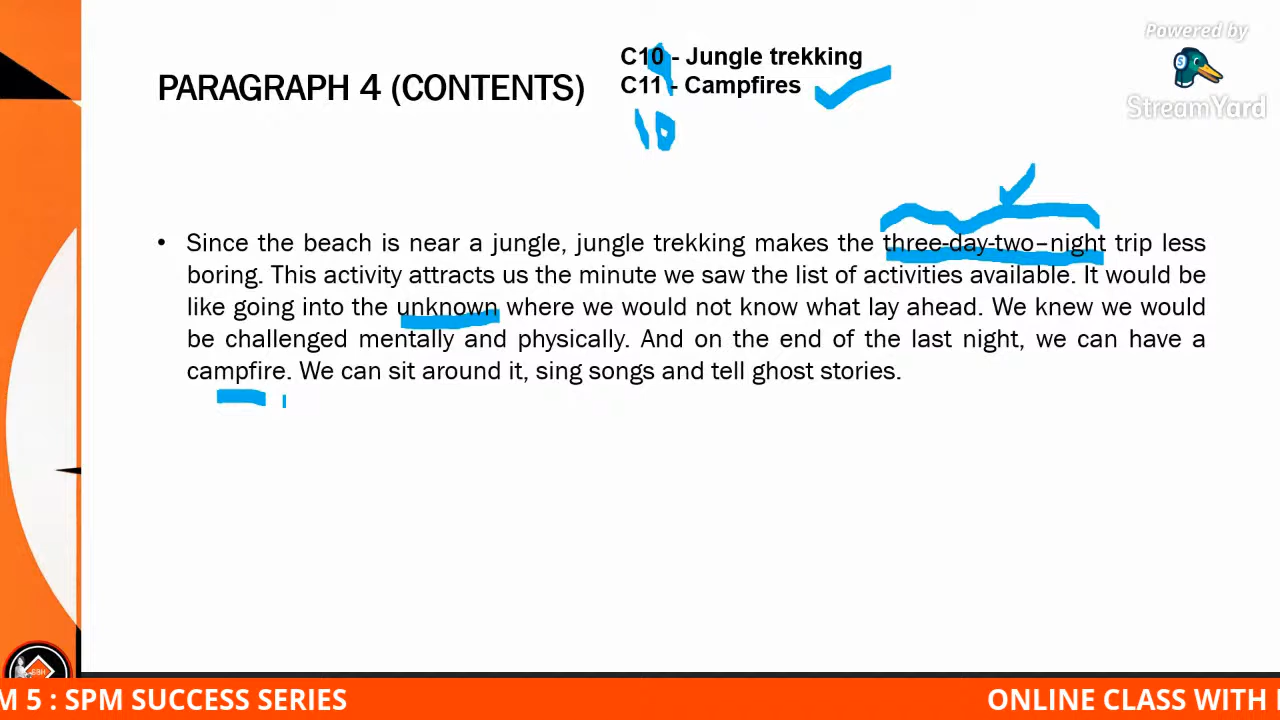 Powered by
StreamYard
C10 - Jungle trekking
C11 - Campfires
PARAGRAPH 4 (CONTENTS)
9
10
• Since the beach is near a jungle, jungle trekking makes the three-day-two–night trip less
boring. This activity attracts us the minute we saw the list of activities available. It would be
like going into the unknown where we would not know what lay ahead. We knew we would
be challenged mentally and physically. And on the end of the last night, we can have a
campfire. We can sit around it, sing songs and tell ghost stories.
M 5 : SPM SUCCESS SERIES
ONLINE CLASS WITH